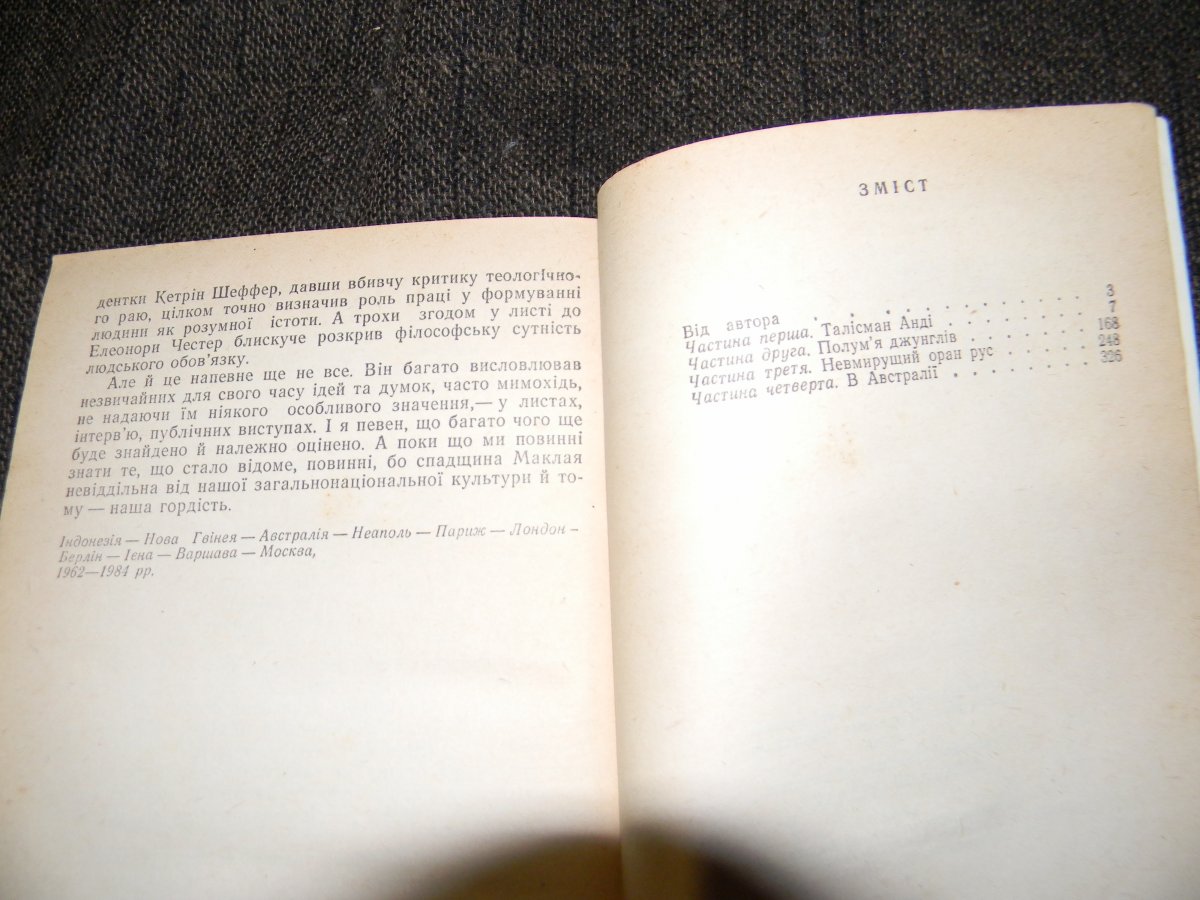 дентки Кетрін Шеффер, давши вбивчу критику теологічно-
го раю, цілком точно визначив роль праці у формуванні
людини як розумної істоти. А трохи згодом у листі до
Елеонори Честер блискуче розкрив філософську сутність
людського обов'язку.
Але й це напевне ще не все. Він багато висловлював
незвичайних для свого часу ідей та думок, часто мимохідь,
не надаючи їм ніякого особливого значення,— у листах,
інтерв'ю, публічних виступах. І я певен, що багато чого ще
буде знайдено й належно оцінено. А поки що ми повинні
знати те, що стало відоме, повинні, бо спадщина Маклая
невіддільна від нашої загальнонаціональної культури й то-
му — наша гордість.
Індонезія — Нова Гвінея — Австралія — Неаполь — Париж — Лондон –
Берлін — Ієна — Варшава — Москва,
1962—1984 рр.
ЗМІСТ
Від автора . . . . . . . . . . 3
Частина перша. Талісман Анді . . . . . . . 7
Частина друга. Полум'я джунглів . . . . . . 168
Частина третя. Невмирущий оран рус . . . . . 248
Частина четверта. В Австралії . . . . . . . 326